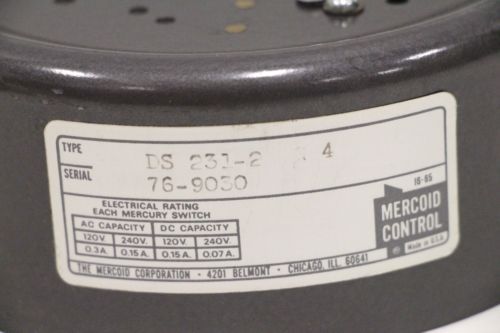 TYPE DS 231-2 4
SERIAL 76-9030
ELECTRICAL RATING
EACH MERCURY SWITCH
AC CAPACITY DC CAPACITY
120V. 240V. 120V. 240V.
0.3A. 0.15A. 0.15A. 0.07A.
16-85
MERCOID
CONTROL
Made in U.S.A.
THE MERCOID CORPORATION • 4201 BELMONT • CHICAGO, ILL. 60641